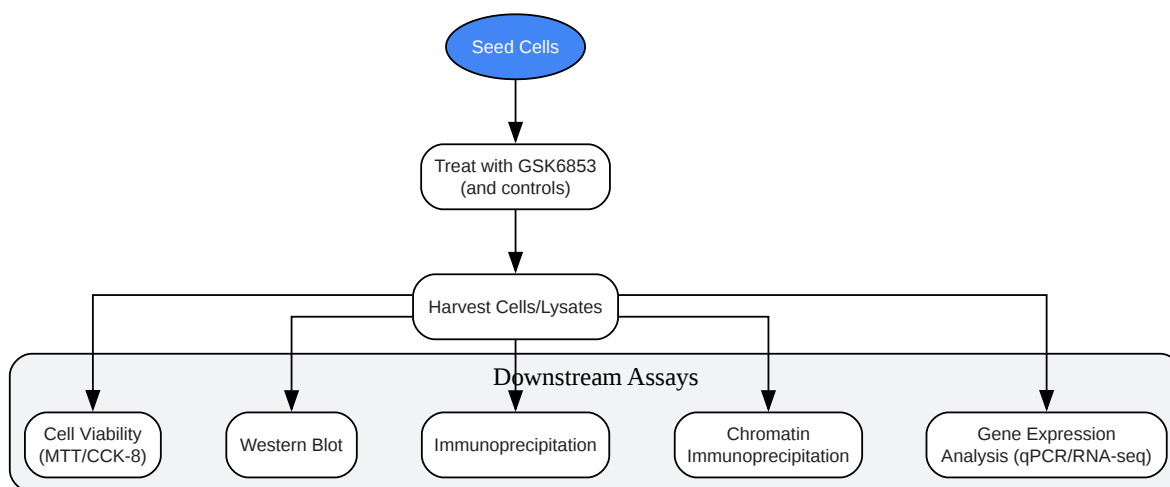 Seed Cells
Treat with GSK6853
(and controls)
Harvest Cells/Lysates
Downstream Assays
Cell Viability
(MTT/CCK-8)
Western Blot
Immunoprecipitation
Chromatin
Immunoprecipitation
Gene Expression
Analysis (qPCR/RNA-seq)